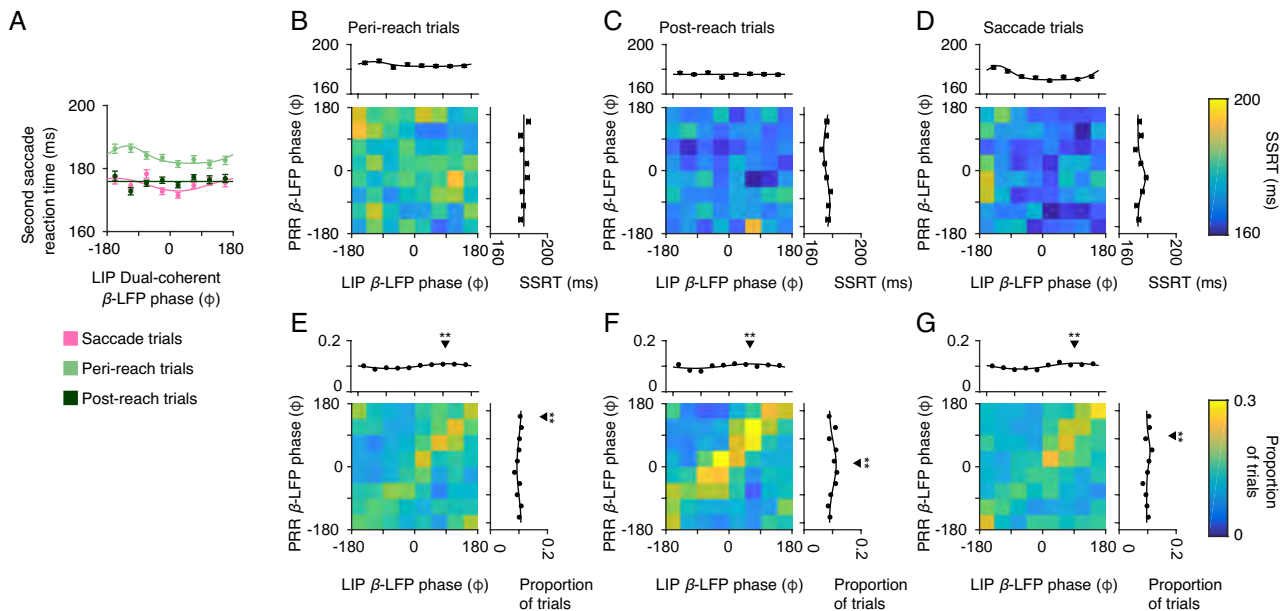 A
200
180
160
Second saccade
reaction time (ms)
-180
0
180
LIP Dual-coherent
β-LFP phase (ϕ)
Saccade trials
Peri-reach trials
Post-reach trials
B
Peri-reach trials
200
160
180
0
-180
PRR β-LFP phase (ϕ)
-180
0
180
LIP β-LFP phase (ϕ)
160
200
SSRT (ms)
C
Post-reach trials
200
160
180
0
-180
PRR β-LFP phase (ϕ)
-180
0
180
LIP β-LFP phase (ϕ)
160
200
SSRT (ms)
D
Saccade trials
200
160
180
0
-180
PRR β-LFP phase (ϕ)
-180
0
180
LIP β-LFP phase (ϕ)
160
200
SSRT (ms)
200
160
SSRT
(ms)
E
0.2
0
**
180
0
-180
PRR β-LFP phase (ϕ)
-180
0
180
LIP β-LFP phase (ϕ)
**
0
0.2
Proportion
of trials
F
0.2
0
**
180
0
-180
PRR β-LFP phase (ϕ)
-180
0
180
LIP β-LFP phase (ϕ)
**
0
0.2
Proportion
of trials
G
0.2
0
**
180
0
-180
PRR β-LFP phase (ϕ)
-180
0
180
LIP β-LFP phase (ϕ)
**
0
0.2
Proportion
of trials
0.3
0
Proportion
of trials